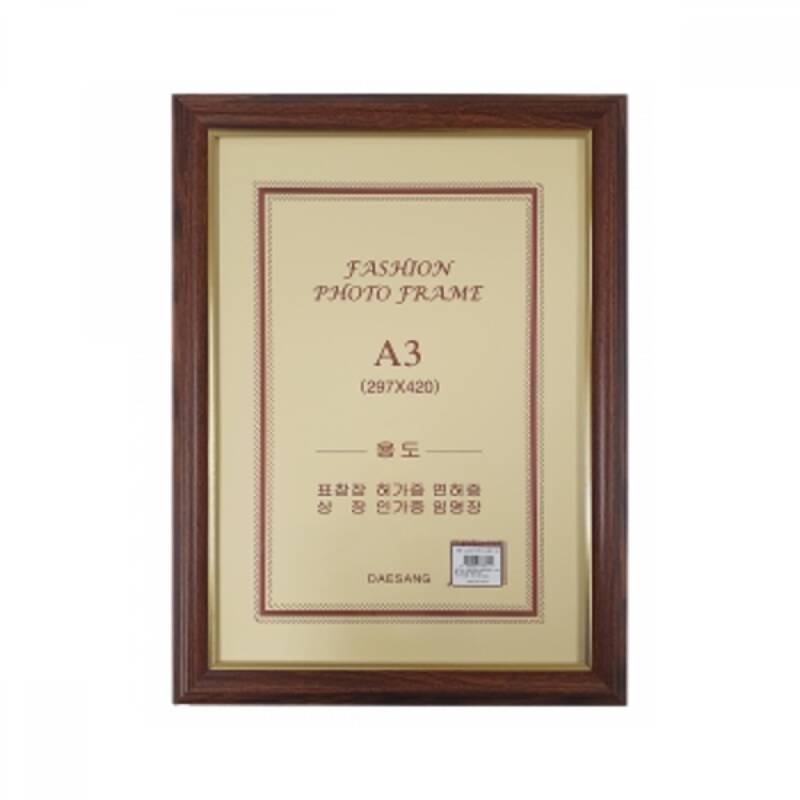 FASHION
PHOTO FRAME
A3
(297X420)
용도
표창장 허가증 면허증
상 장 인가증 임명장
DAESANG